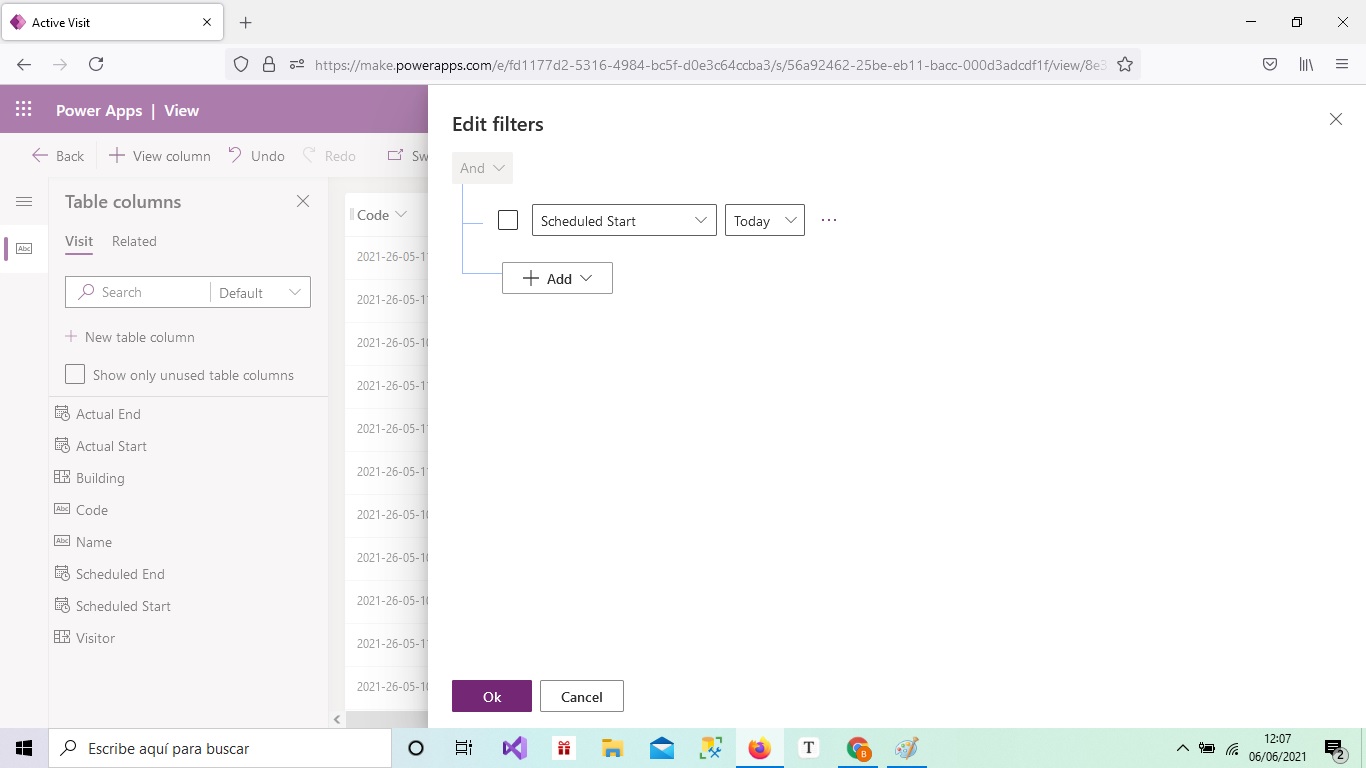 Active Visit
https://make.powerapps.com/e/fd1177d2-5316-4984-bc5f-d0e3c64ccba3/s/56a92462-25be-eb11-bacc-000d3adcdf1f/view/8e3
Power Apps | View
Back
View column
Undo
Redo
Sw
Table columns
Visit
Related
Search
Default
New table column
Show only unused table columns
Actual End
Actual Start
Building
Code
Name
Scheduled End
Scheduled Start
Visitor
Code
2021-26-05-1
2021-26-05-1
2021-26-05-10
2021-26-05-1
2021-26-05-1
2021-26-05-1
2021-26-05-10
2021-26-05-10
2021-26-05-10
2021-26-05-1
2021-26-05-10
Edit filters
And
Scheduled Start
Today
Add
Ok
Cancel
Escribe aquí para buscar
T
B
12:07
06/06/2021
2